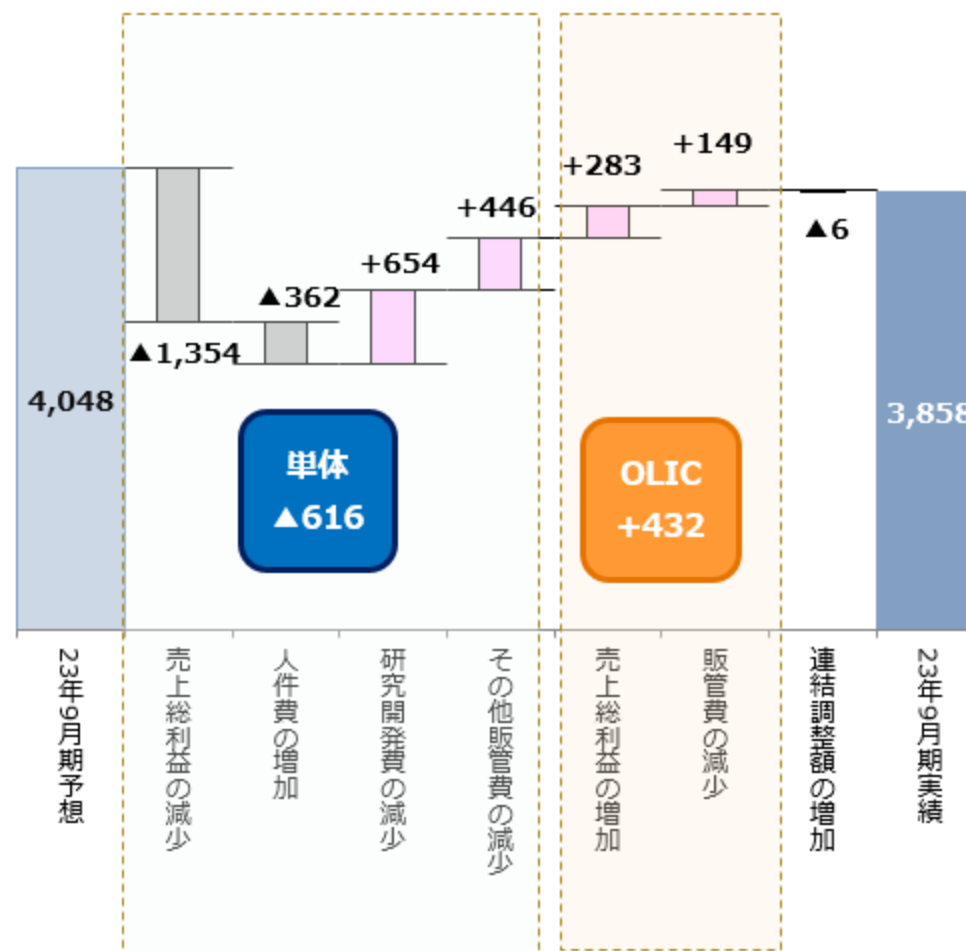 +149
+283
+446
+654
▲6
▲362
▲1,354
4,048
3,858
単体
▲616
OLIC
+432
23年9月期予想
売上総利益の減少
人件費の増加
研究開発費の減少
その他販管費の減少
売上総利益の増加
販管費の減少
連結調整額の増加
23年9月期実績